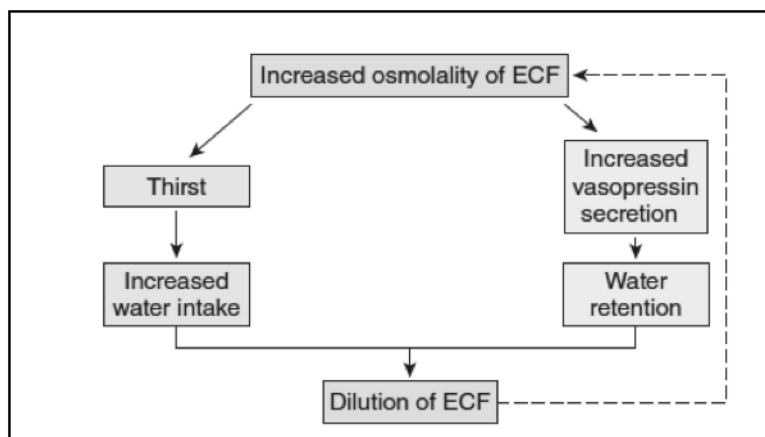 Increased osmolality of ECF
Thirst
Increased
vasopressin
secretion
Increased
water intake
Water
retention
Dilution of ECF